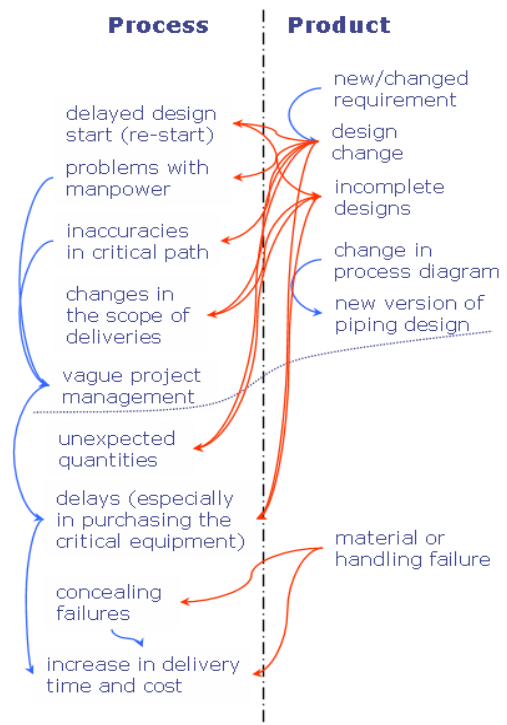 Process
Product
delayed design
start (re-start)
problems with
manpower
inaccuracies
in critical path
changes in
the scope of
deliveries
vague project
management
unexpected
quantities
delays (especially
in purchasing the
critical equipment)
concealing
failures
increase in delivery
time and cost
new/changed
requirement
design
change
incomplete
designs
change in
process diagram
new version of
piping design
material or
handling failure